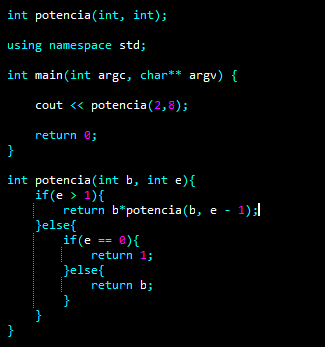 int potencia(int, int);
using namespace std;
int main(int argc, char** argv) {
cout << potencia(2,8);
return 0;
}
int potencia(int b, int e){
if(e > 1){
return b*potencia(b, e - 1);
}else{
if(e == 0){
return 1;
}else{
return b;
}
}
}